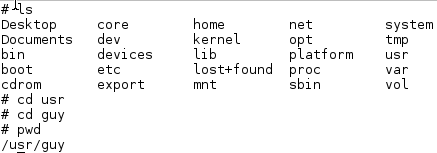 # ls
Desktop core home net system
Documents dev kernel opt tmp
bin devices lib platform usr
boot etc lost+found proc var
cdrom export mnt sbin vol
# cd usr
# cd guy
# pwd
/usr/guy